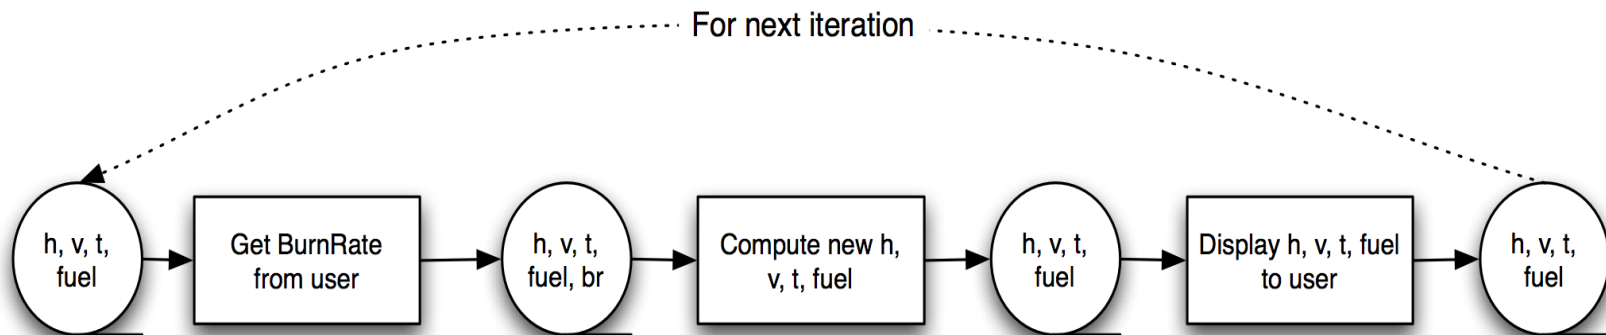 For next iteration
h, v, t,
fuel
Get BurnRate
from user
h, v, t,
fuel, br
Compute new h,
v, t, fuel
h, v, t,
fuel
Display h, v, t, fuel
to user
h, v, t,
fuel